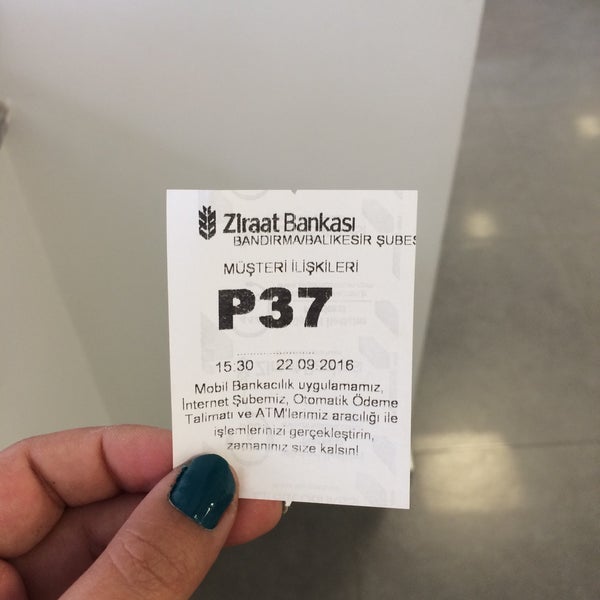 Ziraat Bankası
BANDIRMA/BALIKESİR ŞUBES
MÜŞTERİ İLİŞKİLERİ
P37
15:30 22 09 2016
Mobil Bankacılık uygulamamız,
İnternet Şubemiz, Otomatik Ödeme
Talimatı ve ATM'lerimiz aracılığı ile
işlemlerinizi gerçekleştirin,
zamanınız size kalsın!